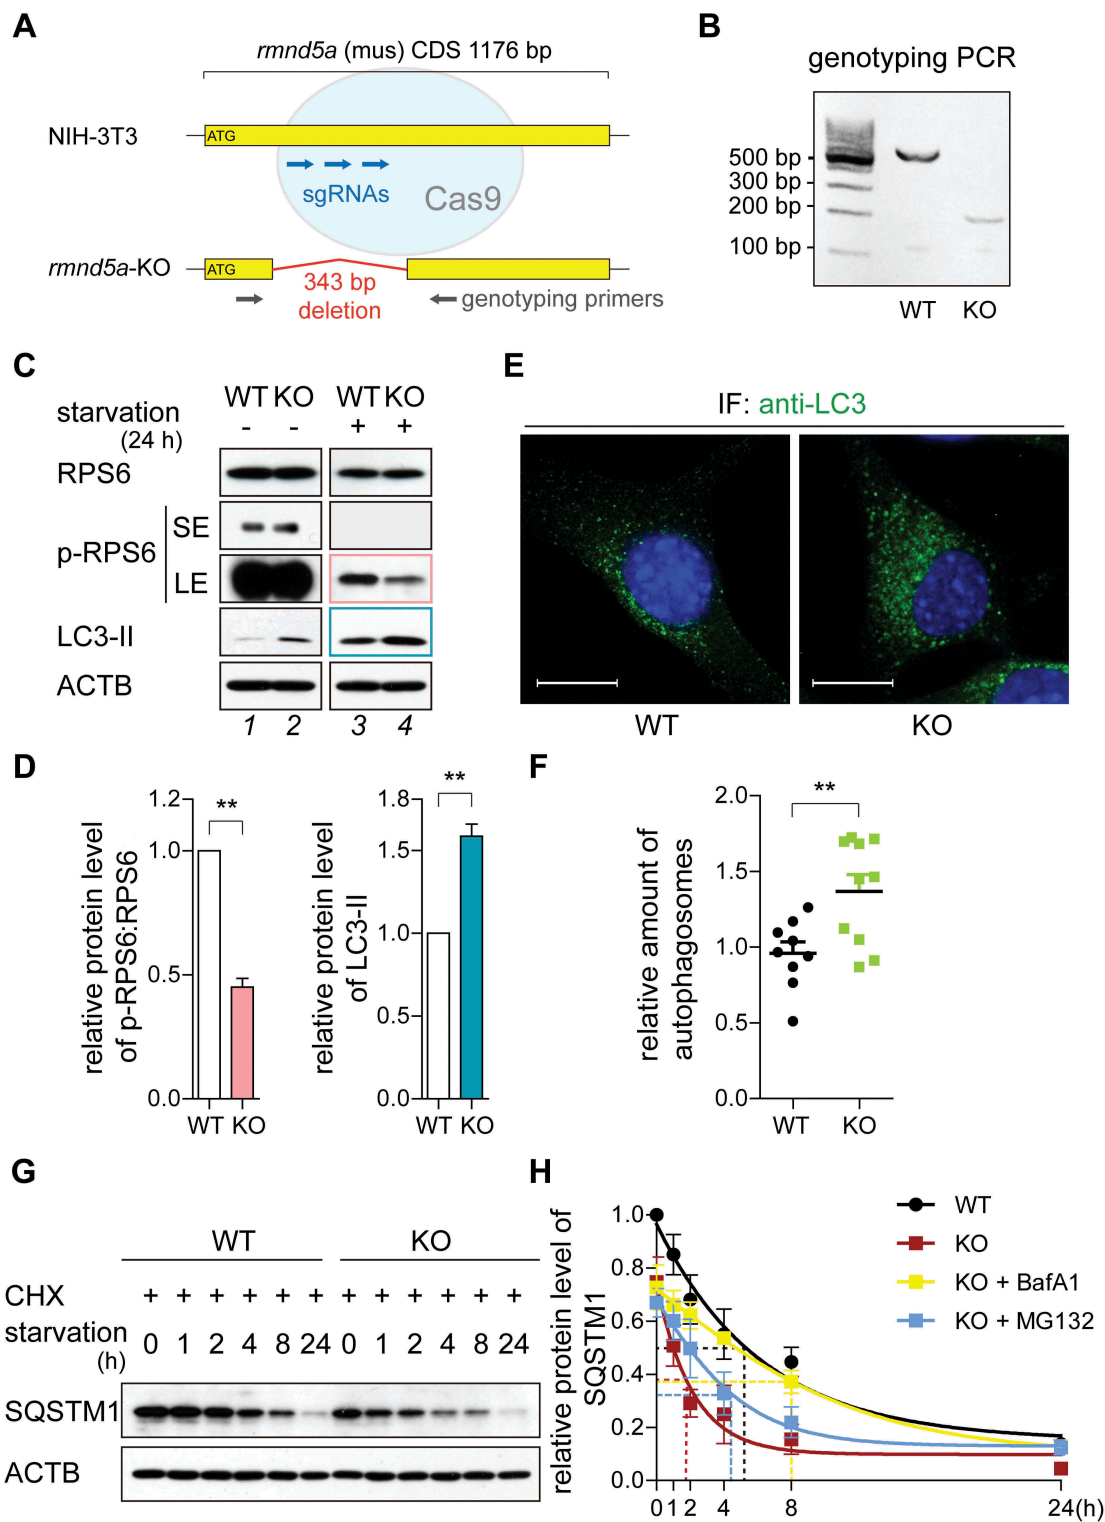 A
rmnd5a (mus) CDS 1176 bp
NIH-3T3
ATG
sgRNAs
Cas9
rmnd5a-KO
ATG
343 bp
deletion
genotyping primers
B
genotyping PCR
500 bp
300 bp
200 bp
100 bp
WT KO
C
WT KO WT KO
starvation
(24 h)
- - + +
RPS6
p-RPS6
SE
LE
LC3-II
ACTB
1 2 3 4
D
relative protein level
of p-RPS6:RPS6
1.2
1.0
0.5
0.0
**
WT KO
relative protein level
of LC3-II
1.8
1.5
1.0
0.5
0.0
**
WT KO
E
IF: anti-LC3
WT
KO
F
relative amount of
autophagosomes
2.0
1.5
1.0
0.5
0.0
**
WT KO
G
WT KO
CHX + + + + + + + + + + + +
starvation
(h)
0 1 2 4 8 24 0 1 2 4 8 24
SQSTM1
ACTB
H
relative protein level of
SQSTM1
1.0
0.8
0.6
0.4
0.2
0.0
0 1 2 4 8 24 (h)
WT
KO
KO + BafA1
KO + MG132